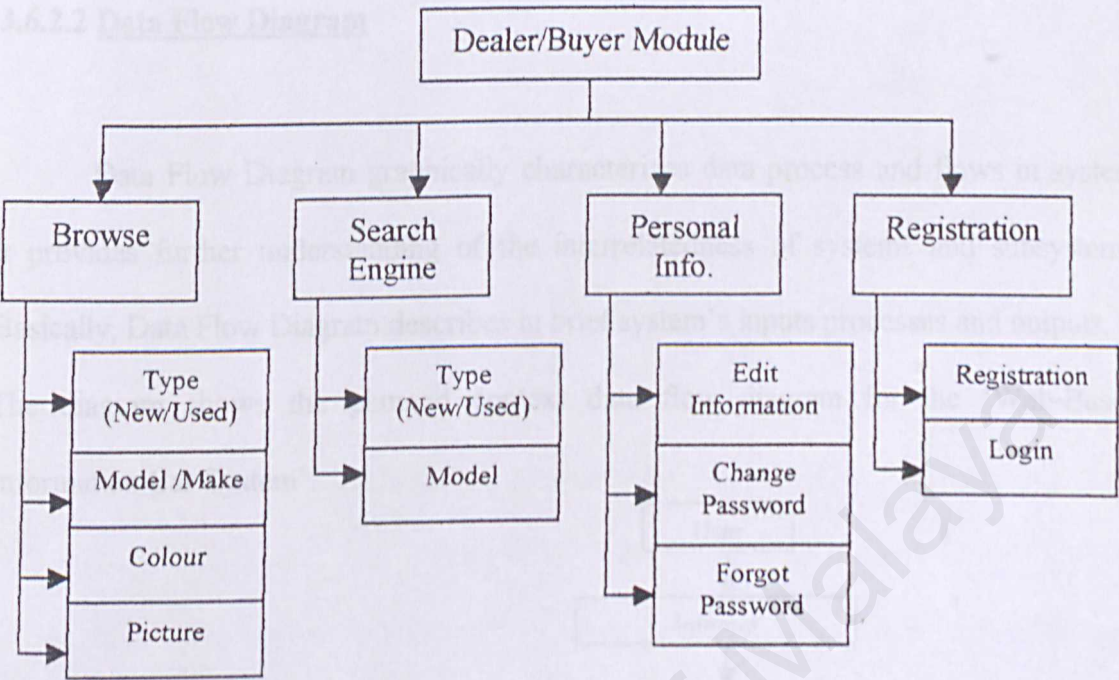 3.6.2.2 Data Flow Diagram
Dealer/Buyer Module
Data Flow Diagram graphically characterizes data process and flows in
provides further understanding of the interrelatedness of systems and
Basically, Data Flow Diagram describes in brief system's inputs processes and outputs.
Browse
Search
Engine
Personal
Info.
Registration
Type
(New/Used)
Model /Make
Colour
Picture
Type
(New/Used)
Model
Edit
Information
Change
Password
Forgot
Password
Registration
Login
Malaya